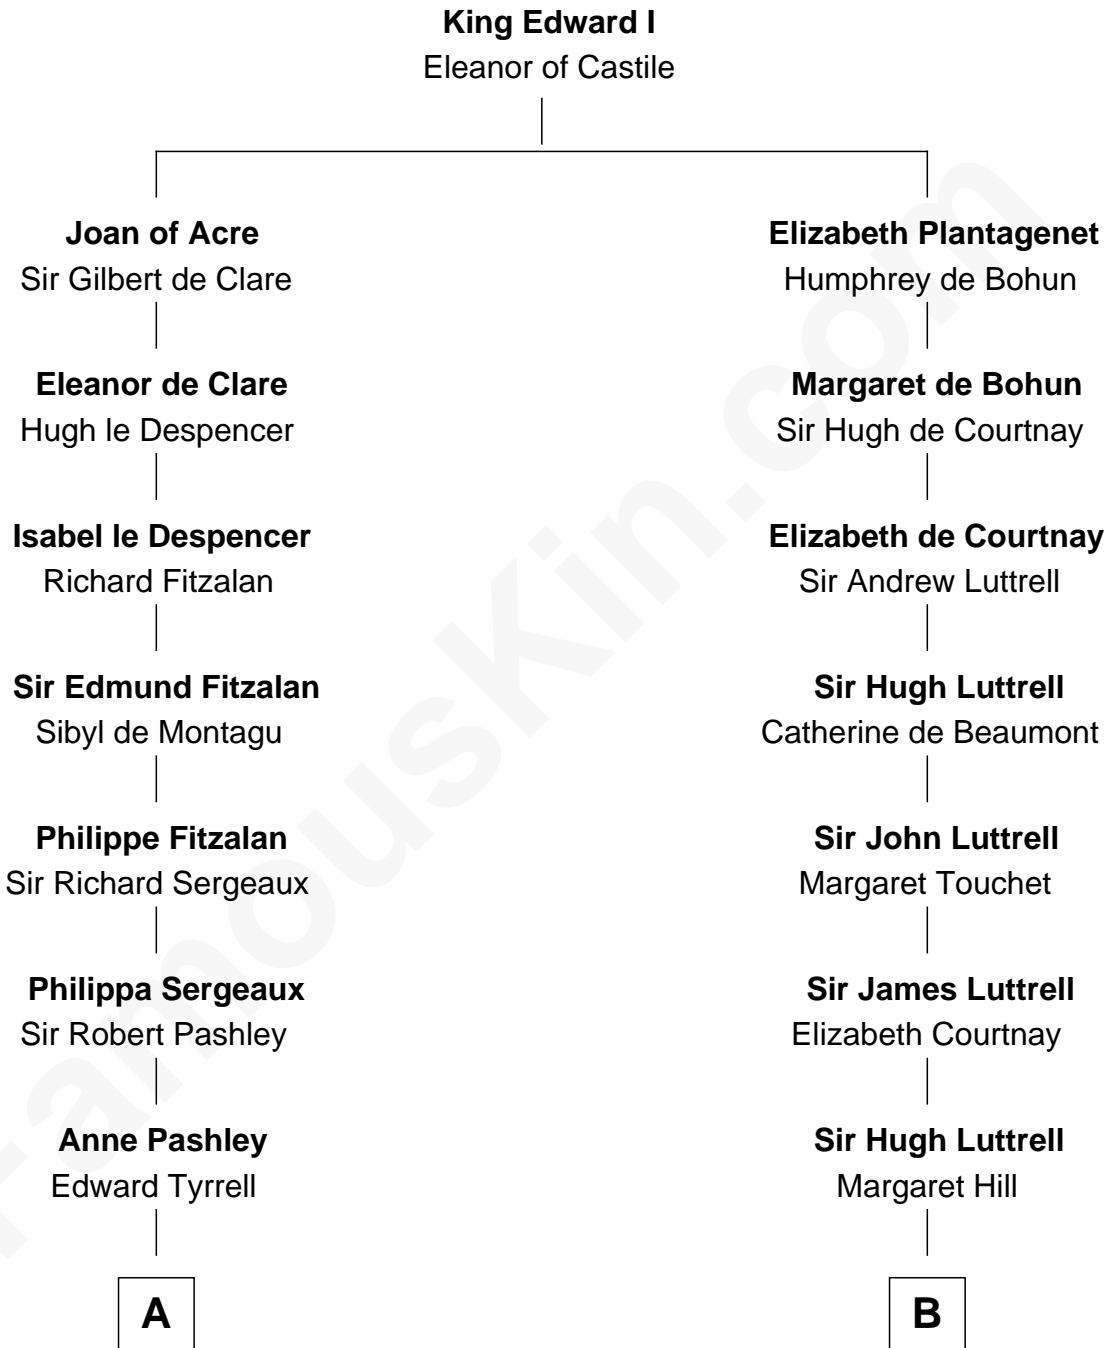 King Edward I
Eleanor of Castile
Joan of Acre
Sir Gilbert de Clare
Elizabeth Plantagenet
Humphrey de Bohun
Eleanor de Clare
Hugh le Despencer
Margaret de Bohun
Sir Hugh de Courtnay
Isabel le Despencer
Richard Fitzalan
Elizabeth de Courtnay
Sir Andrew Luttrell
Sir Edmund Fitzalan
Sibyl de Montagu
Sir Hugh Luttrell
Catherine de Beaumont
Philippe Fitzalan
Sir Richard Sergeaux
Sir John Luttrell
Margaret Touchet
Philippa Sergeaux
Sir Robert Pashley
Sir James Luttrell
Elizabeth Courtnay
Anne Pashley
Edward Tyrrell
Sir Hugh Luttrell
Margaret Hill
A
B
FamousKin.com